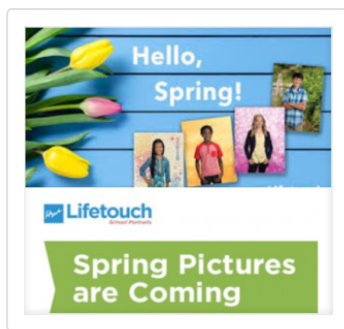 Hello,
Spring!
Lifetouch
School Portraits
Spring Pictures
are Coming